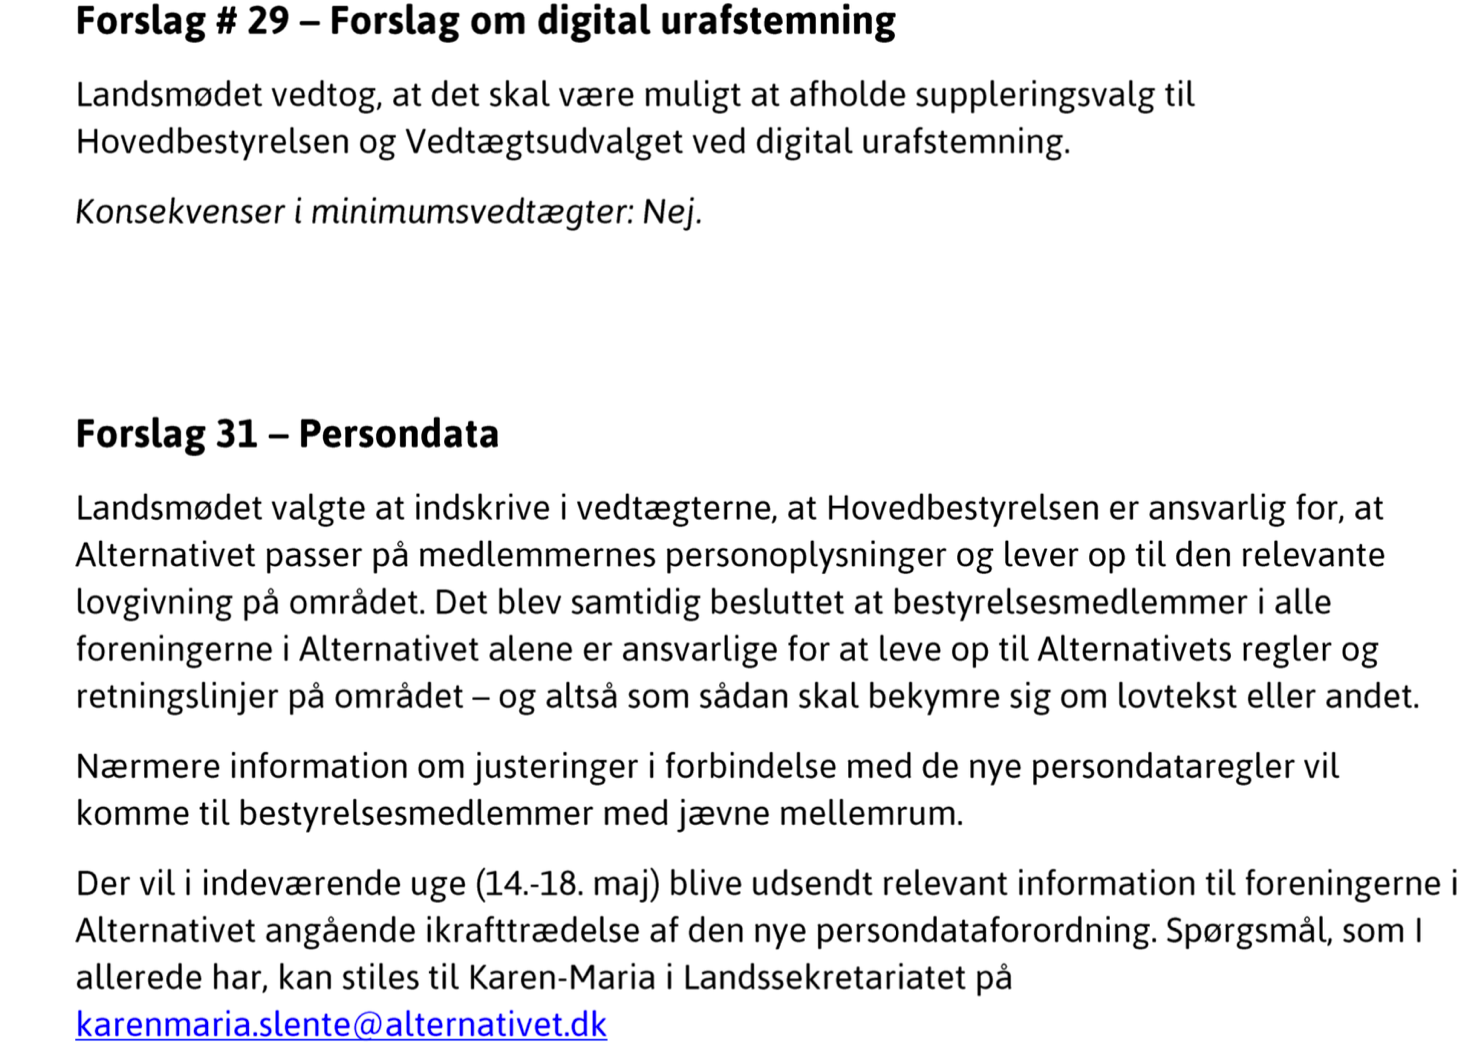 Forslag # 29 – Forslag om digital urafstemning
Landsmødet vedtog, at det skal være muligt at afholde suppleringsvalg til
Hovedbestyrelsen og Vedtægtsudvalget ved digital urafstemning.
Konsekvenser i minimumsvedtægter: Nej.
Forslag 31 – Persondata
Landsmødet valgte at indskrive i vedtægterne, at Hovedbestyrelsen er ansvarlig for, at
Alternativet passer på medlemmernes personoplysninger og lever op til den relevante
lovgivning på området. Det blev samtidig besluttet at bestyrelsesmedlemmer i alle
foreningerne i Alternativet alene er ansvarlige for at leve op til Alternativets regler og
retningslinjer på området – og altså som sådan skal bekymre sig om lovtekst eller andet.
Nærmere information om justeringer i forbindelse med de nye persondataregler vil
komme til bestyrelsesmedlemmer med jævne mellemrum.
Der vil i indeværende uge (14.-18. maj) blive udsendt relevant information til foreningerne i
Alternativet angående ikrafttrædelse af den nye persondataforordning. Spørgsmål, som I
allerede har, kan stiles til Karen-Maria i Landssekretariatet på
karenmaria.slente@alternativet.dk